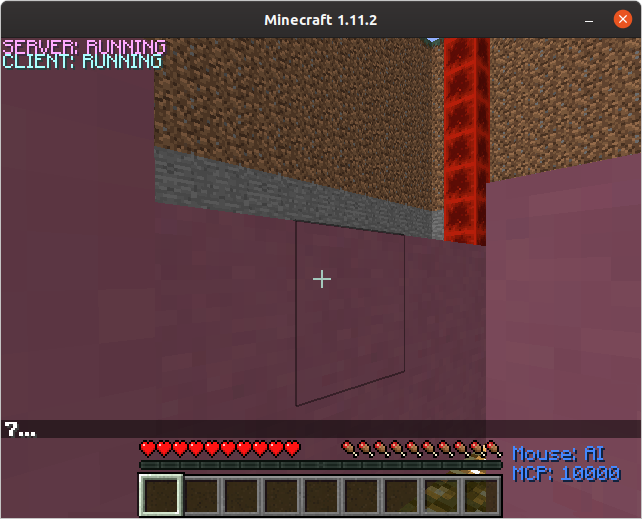 Minecraft 1.11.2
SERVER: RUNNING
CLIENT: RUNNING
7...
Mouse: AI
MCP: 10000